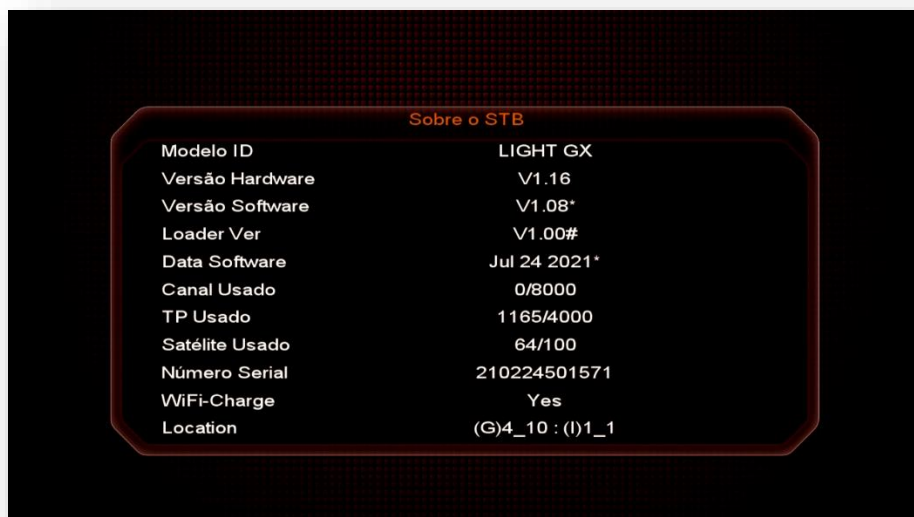 Sobre o STB
Modelo ID LIGHT GX
Versão Hardware V1.16
Versão Software V1.08*
Loader Ver V1.00#
Data Software Jul 24 2021*
Canal Usado 0/8000
TP Usado 1165/4000
Satélite Usado 64/100
Número Serial 210224501571
WiFi-Charge Yes
Location (G)4_10 : (I)1_1